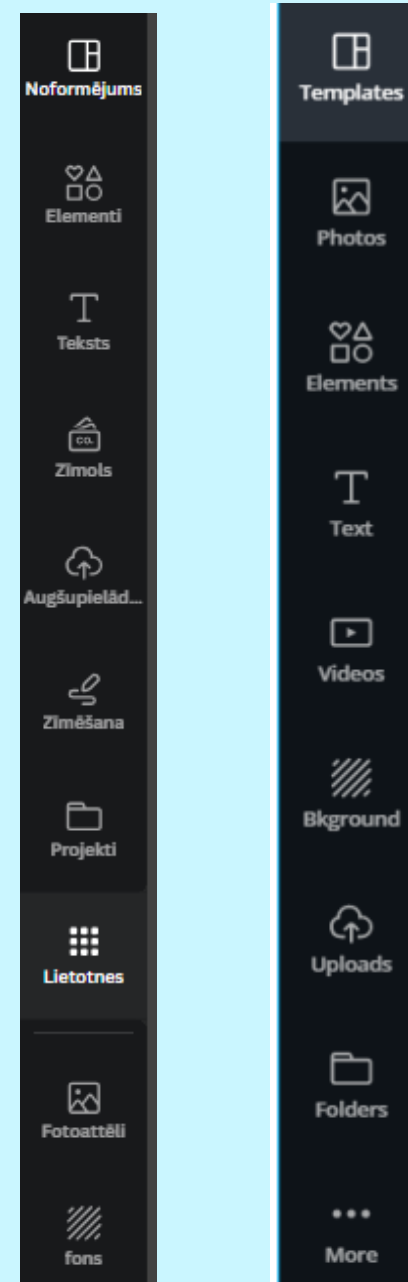 Noformējums
Elementi
Teksts
CO.
Zīmols
Augšupielād...
Zīmēšana
Projekti
Lietotnes
Fotoattēli
fons
Templates
Photos
Elements
Text
Videos
Bkground
Uploads
Folders
More